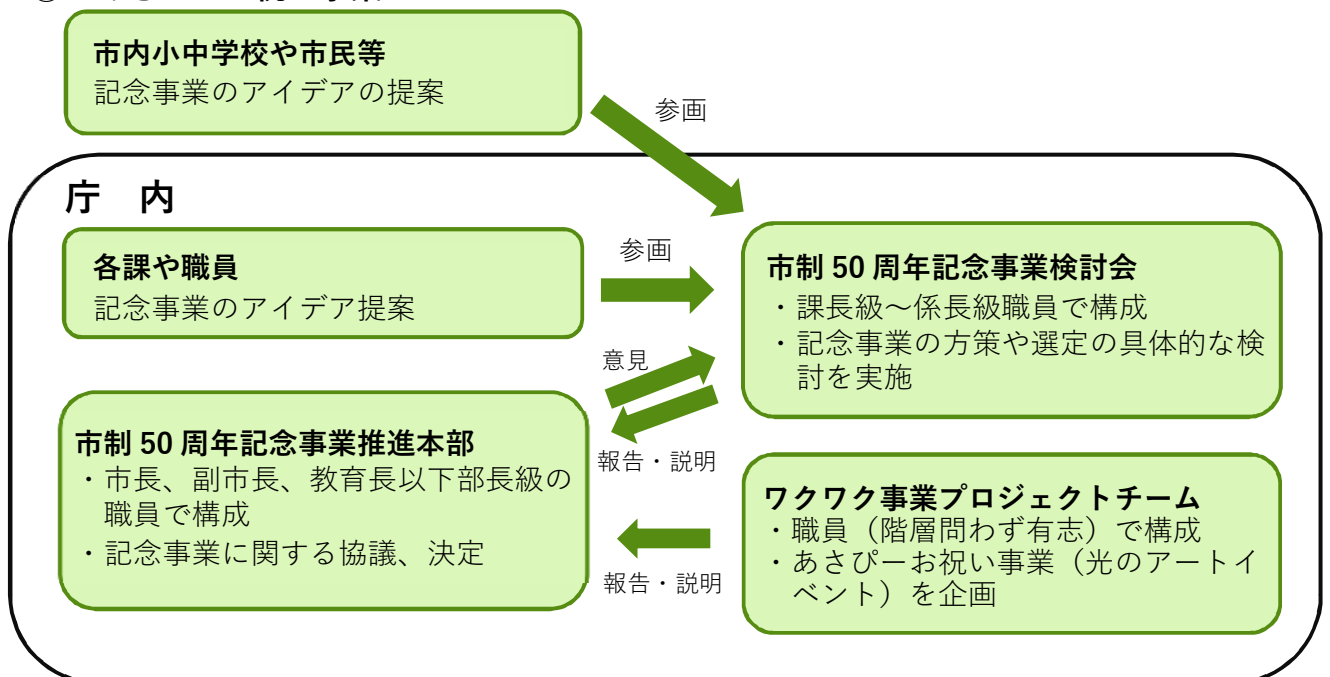 市内小中学校や市民等
記念事業のアイデアの提案
参画
庁 内
各課や職員
記念事業のアイデア提案
参画
市制 50 周年記念事業検討会
・課長級～係長級職員で構成
・記念事業の方策や選定の具体的な検
討を実施
意見
報告・説明
市制 50 周年記念事業推進本部
・市長、副市長、教育長以下部長級の
職員で構成
・記念事業に関する協議、決定
報告・説明
ワクワク事業プロジェクトチーム
・職員（階層問わず有志）で構成
・あさぴーお祝い事業（光のアートイ
ベント）を企画